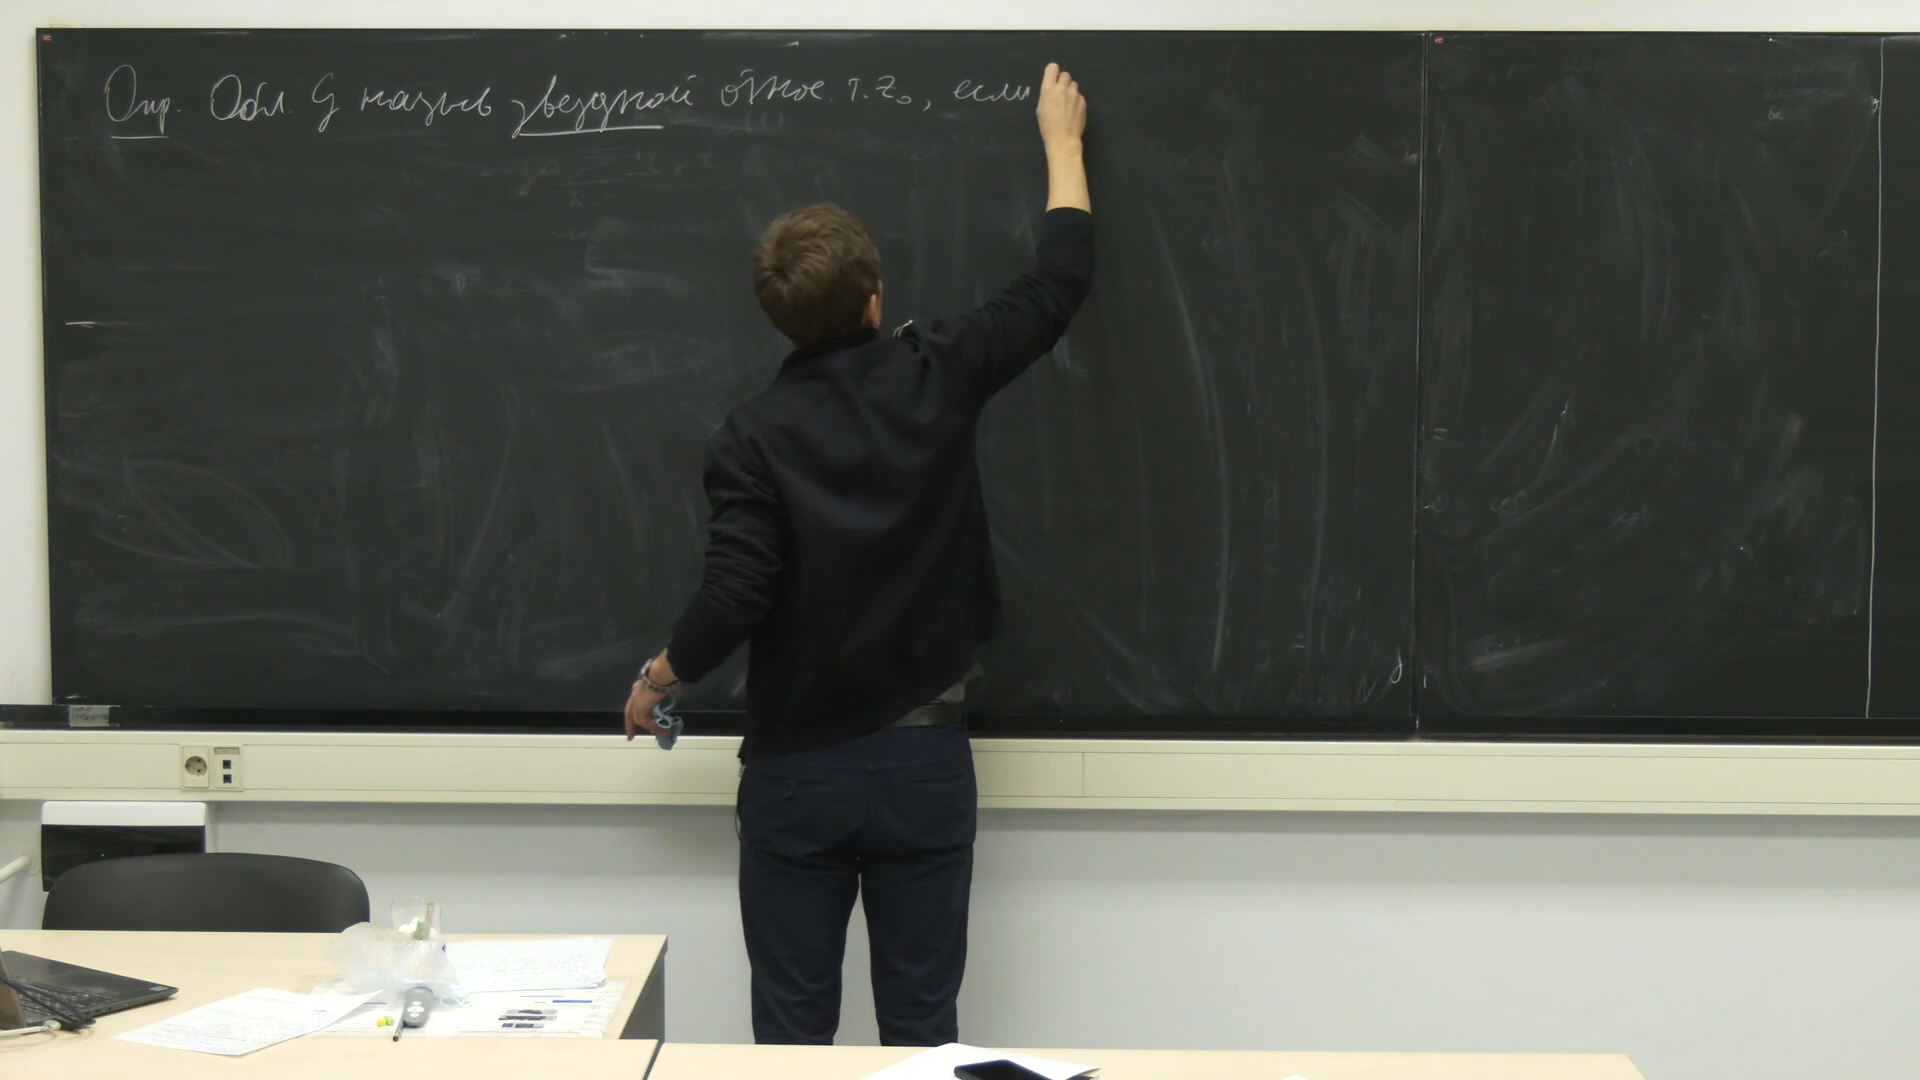 Опр. Обл. G назыв звездной относ. т. z₀, если